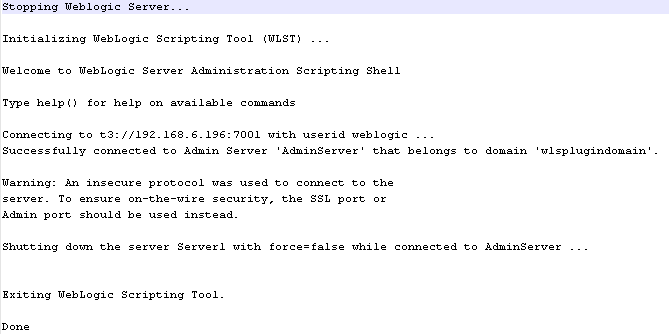 Stopping Weblogic Server...
Initializing WebLogic Scripting Tool (WLST) ...
Welcome to WebLogic Server Administration Scripting Shell
Type help() for help on available commands
Connecting to t3://192.168.6.196:7001 with userid weblogic ...
Successfully connected to Admin Server 'AdminServer' that belongs to domain 'wlsplugindomain'.
Warning: An insecure protocol was used to connect to the
server. To ensure on-the-wire security, the SSL port or
Admin port should be used instead.
Shutting down the server Server1 with force=false while connected to AdminServer ...
Exiting WebLogic Scripting Tool.
Done